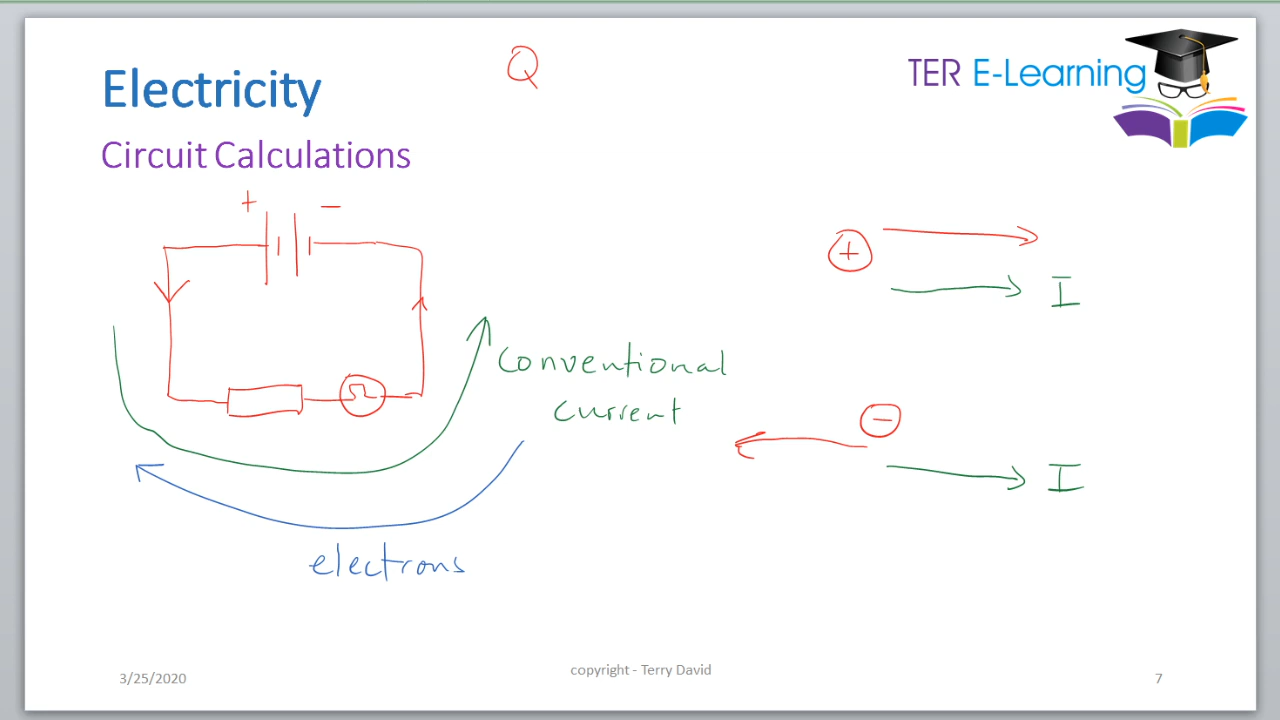 Q
TER E-Learning
Electricity
Circuit Calculations
+ −
+
I
Conventional
current
−
I
electrons
3/25/2020
copyright - Terry David
7